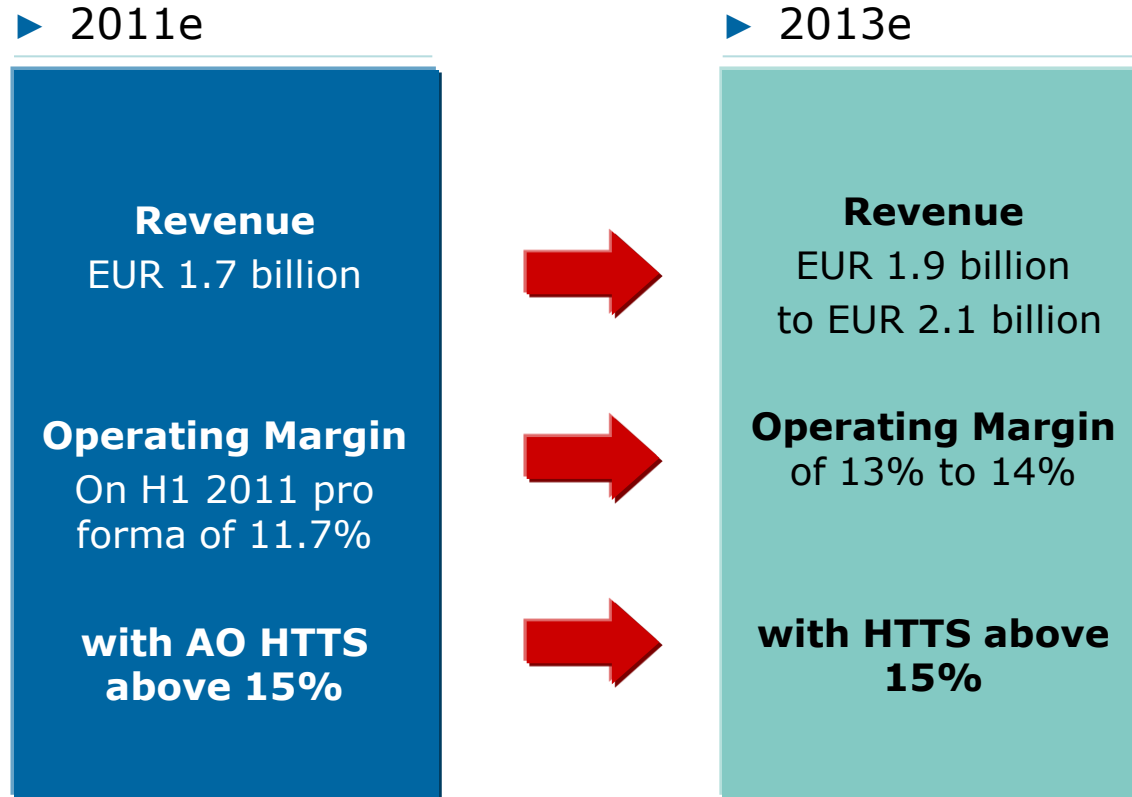 ► 2011e
Revenue
EUR 1.7 billion
Operating Margin
On H1 2011 pro
forma of 11.7%
with AO HTTS
above 15%
► 2013e
Revenue
EUR 1.9 billion
to EUR 2.1 billion
Operating Margin
of 13% to 14%
with HTTS above
15%